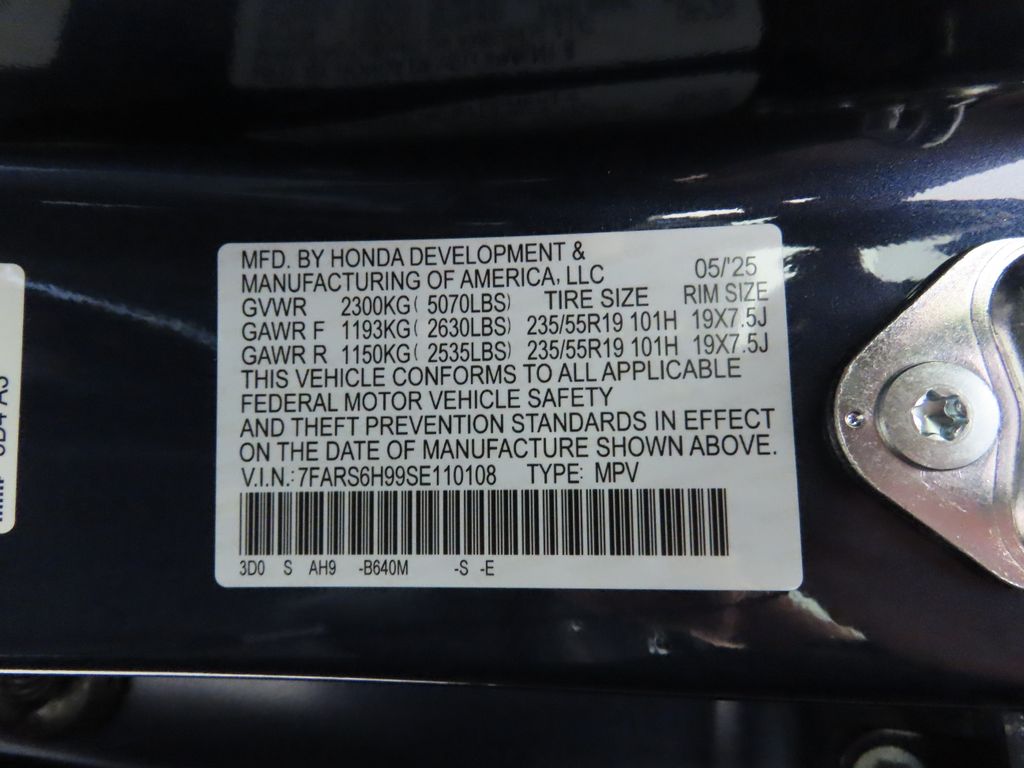 MFD. BY HONDA DEVELOPMENT &
MANUFACTURING OF AMERICA, LLC 05/'25
GVWR 2300KG( 5070LBS) TIRE SIZE RIM SIZE
GAWR F 1193KG( 2630LBS) 235/55R19 101H 19X7.5J
GAWR R 1150KG( 2535LBS) 235/55R19 101H 19X7.5J
THIS VEHICLE CONFORMS TO ALL APPLICABLE
FEDERAL MOTOR VEHICLE SAFETY
AND THEFT PREVENTION STANDARDS IN EFFECT
ON THE DATE OF MANUFACTURE SHOWN ABOVE.
V.I.N.: 7FARS6H99SE110108 TYPE: MPV
3D0 S AH9 -B640M -S -E